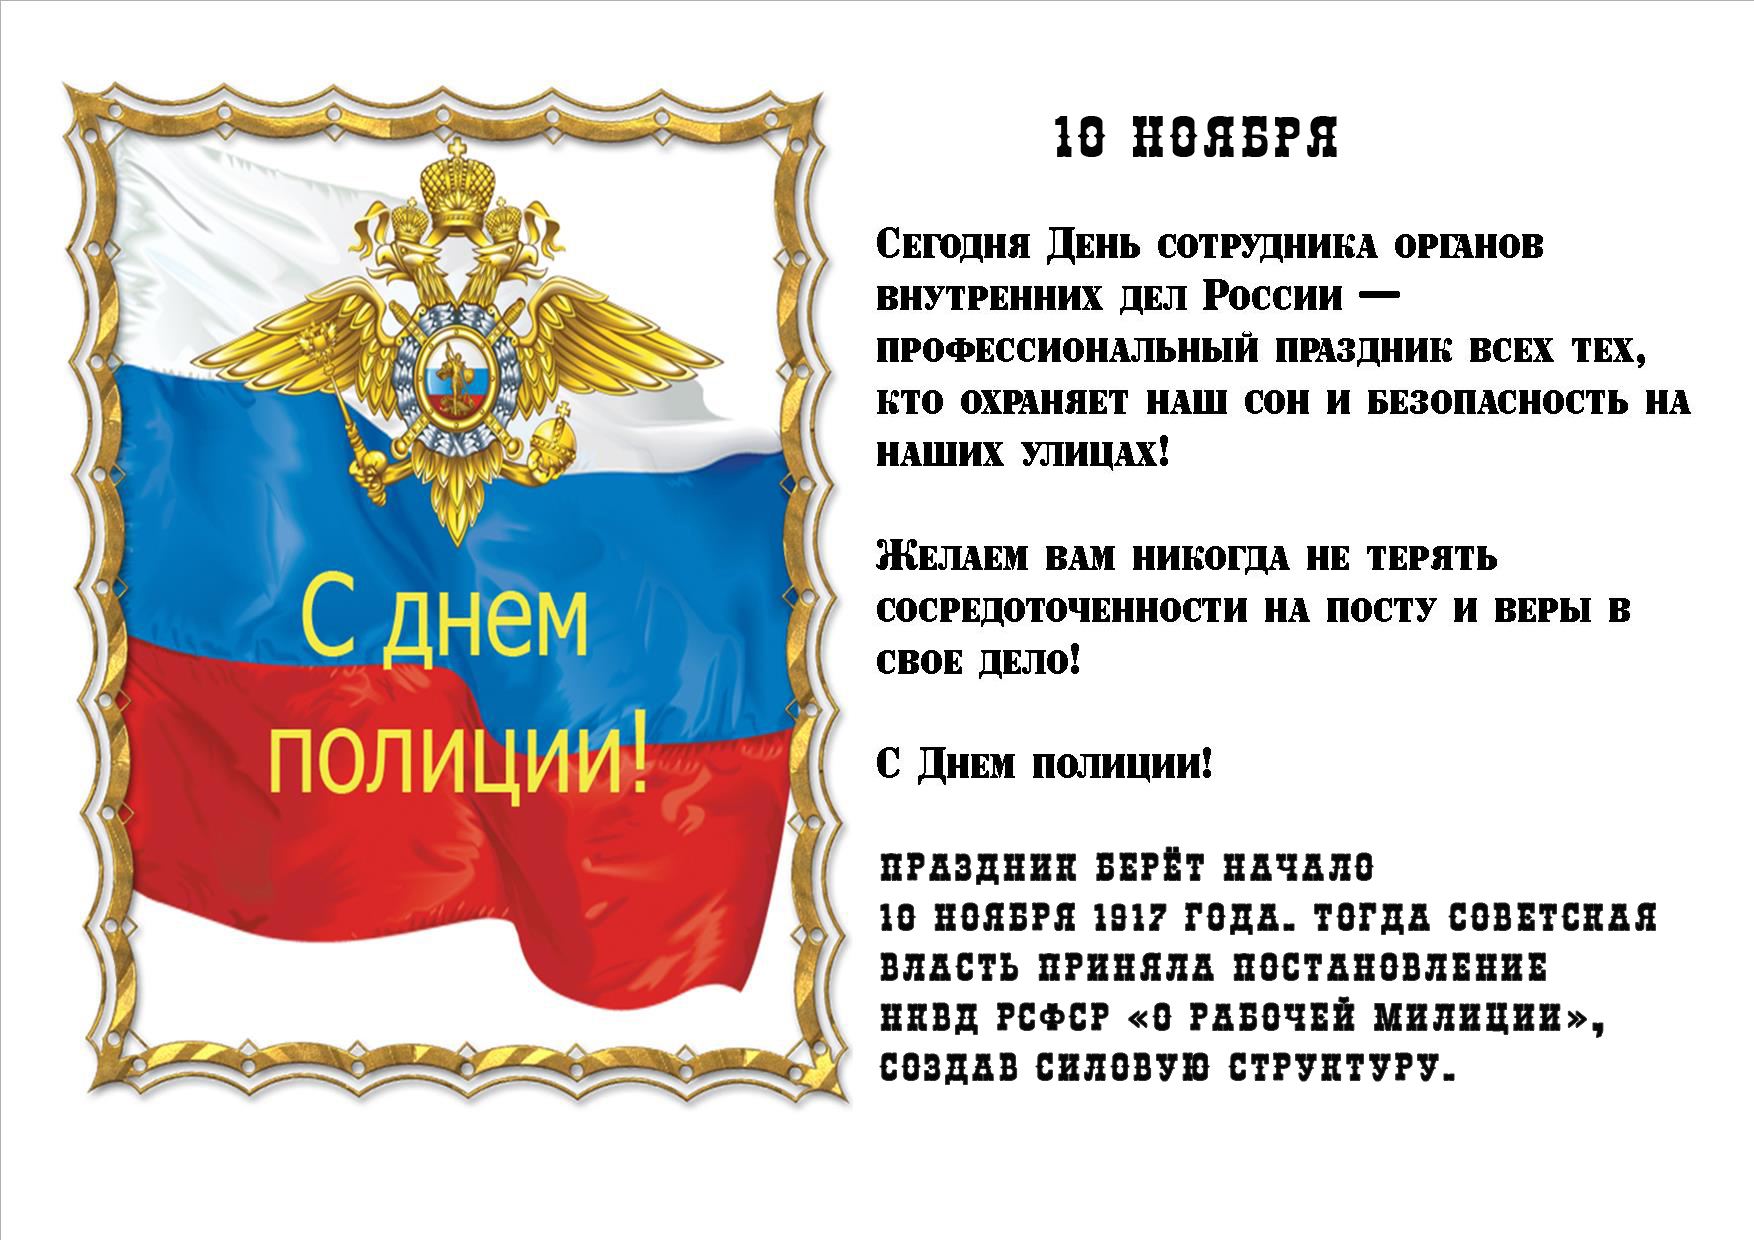 С днем
полиции!
10 НОЯБРЯ
Сегодня День сотрудника органов
внутренних дел России —
профессиональный праздник всех тех,
кто охраняет наш сон и безопасность на
наших улицах!
Желаем вам никогда не терять
сосредоточенности на посту и веры в
свое дело!
С Днем полиции!
ПРАЗДНИК БЕРЁТ НАЧАЛО
10 НОЯБРЯ 1917 ГОДА. ТОГДА СОВЕТСКАЯ
ВЛАСТЬ ПРИНЯЛА ПОСТАНОВЛЕНИЕ
НКВД РСФСР «О РАБОЧЕЙ МИЛИЦИИ»,
СОЗДАВ СИЛОВУЮ СТРУКТУРУ.